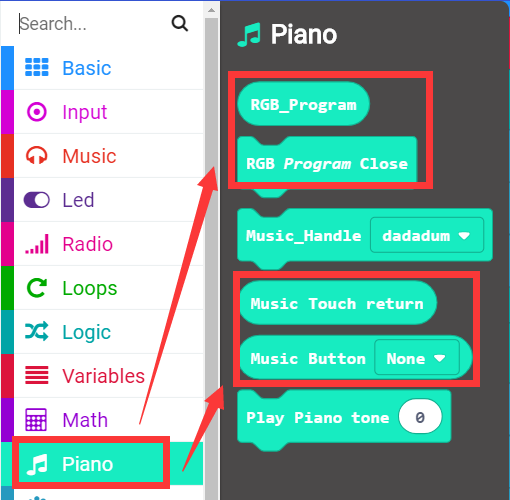 Search...
Basic
Input
Music
Led
Radio
Loops
Logic
Variables
Math
Piano
Piano
RGB_Program
RGB Program Close
Music_Handle dadadum
Music Touch return
Music Button None
Play Piano tone 0